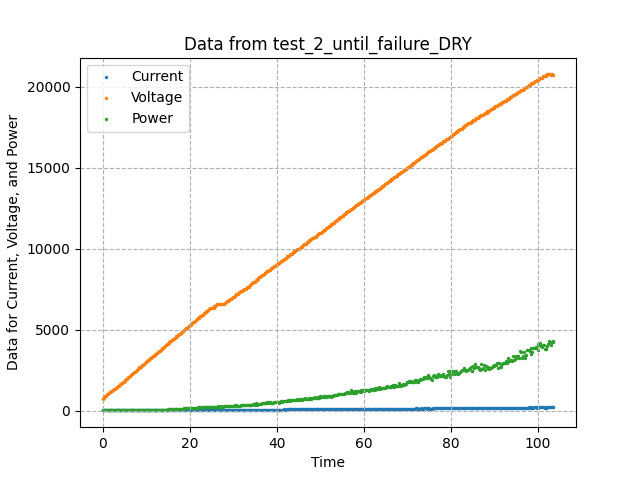 Data from test_2_until_failure_DRY
Current
Voltage
Power
Data for Current, Voltage, and Power
20000
15000
10000
5000
0
0 20 40 60 80 100
Time